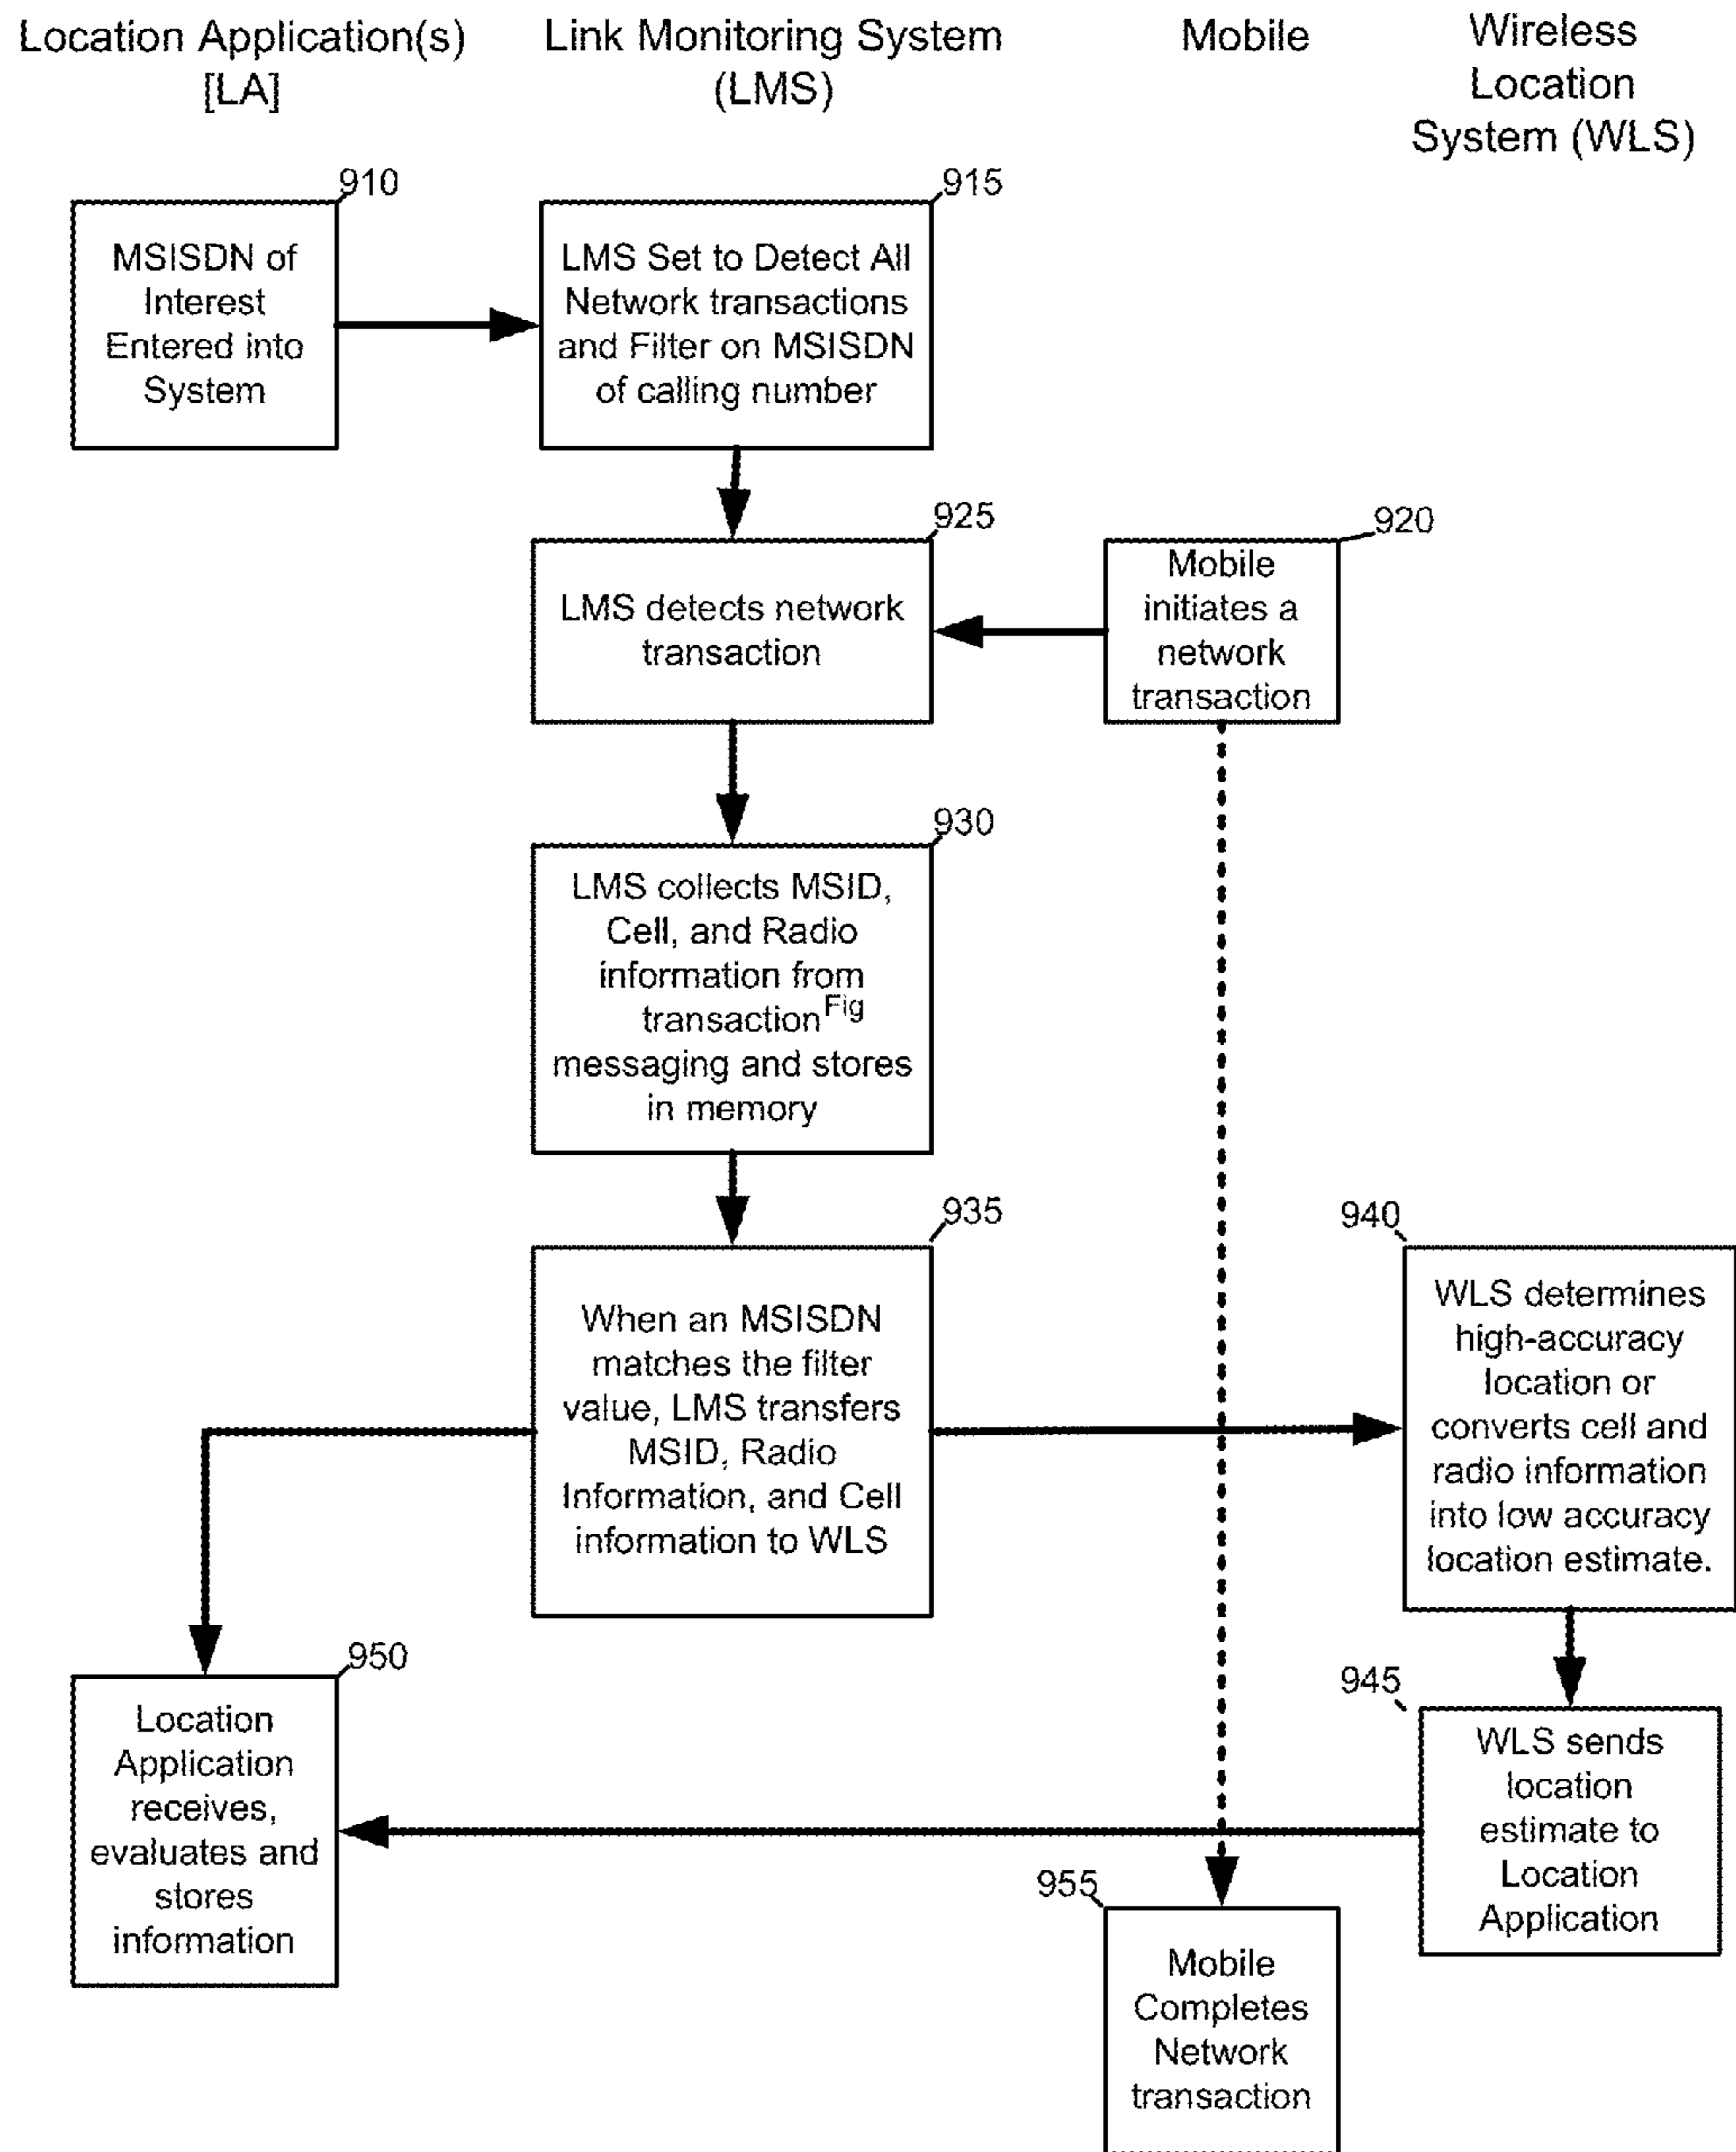 Location Application(s)
[LA]
Link Monitoring System
(LMS)
Mobile
Wireless
Location
System (WLS)
910
MSISDN of
Interest
Entered into
System
915
LMS Set to Detect All
Network transactions
and Filter on MSISDN
of calling number
925
LMS detects network
transaction
920
Mobile
initiates a
network
transaction
930
LMS collects MSID,
Cell, and Radio
information from
transaction Fig
messaging and stores
in memory
935
When an MSISDN
matches the filter
value, LMS transfers
MSID, Radio
Information, and Cell
information to WLS
940
WLS determines
high-accuracy
location or
converts cell and
radio information
into low accuracy
location estimate.
945
WLS sends
location
estimate to
Location
Application
950
Location
Application
receives,
evaluates and
stores
information
955
Mobile
Completes
Network
transaction